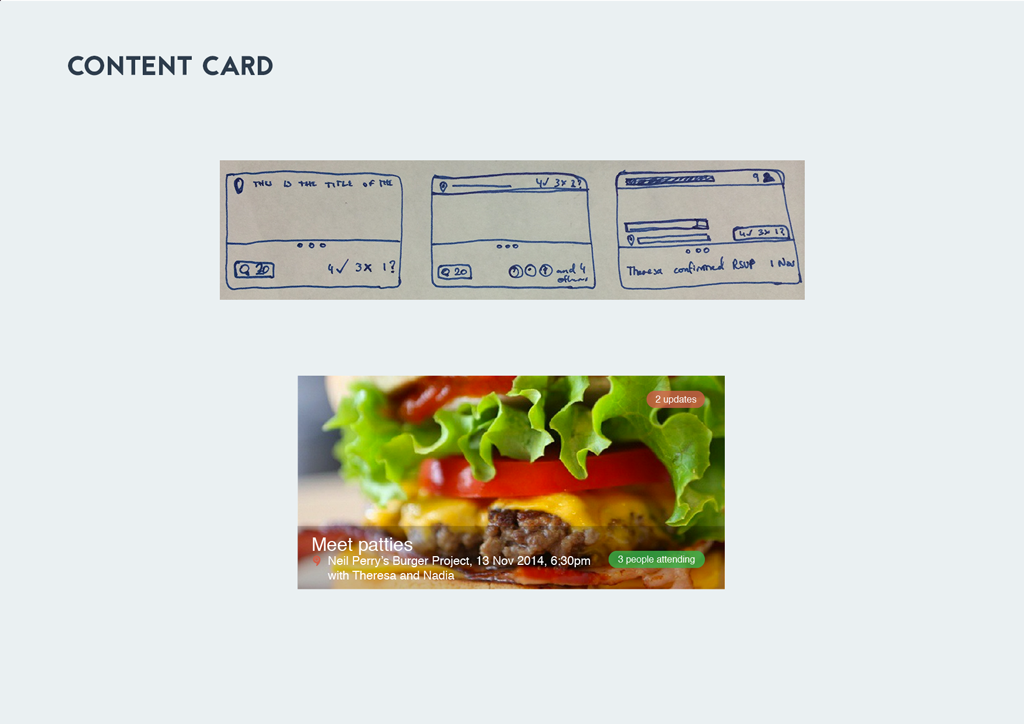 CONTENT CARD
THIS IS THE TITLE OF THE
Q 20
4✓ 3x 1?
4✓ 3x 2?
Q 20
and 4
others
9
4✓ 3x 1?
Theresa confirmed RSVP 1 Nov
2 updates
Meet patties
Neil Perry's Burger Project, 13 Nov 2014, 6:30pm
with Theresa and Nadia
3 people attending